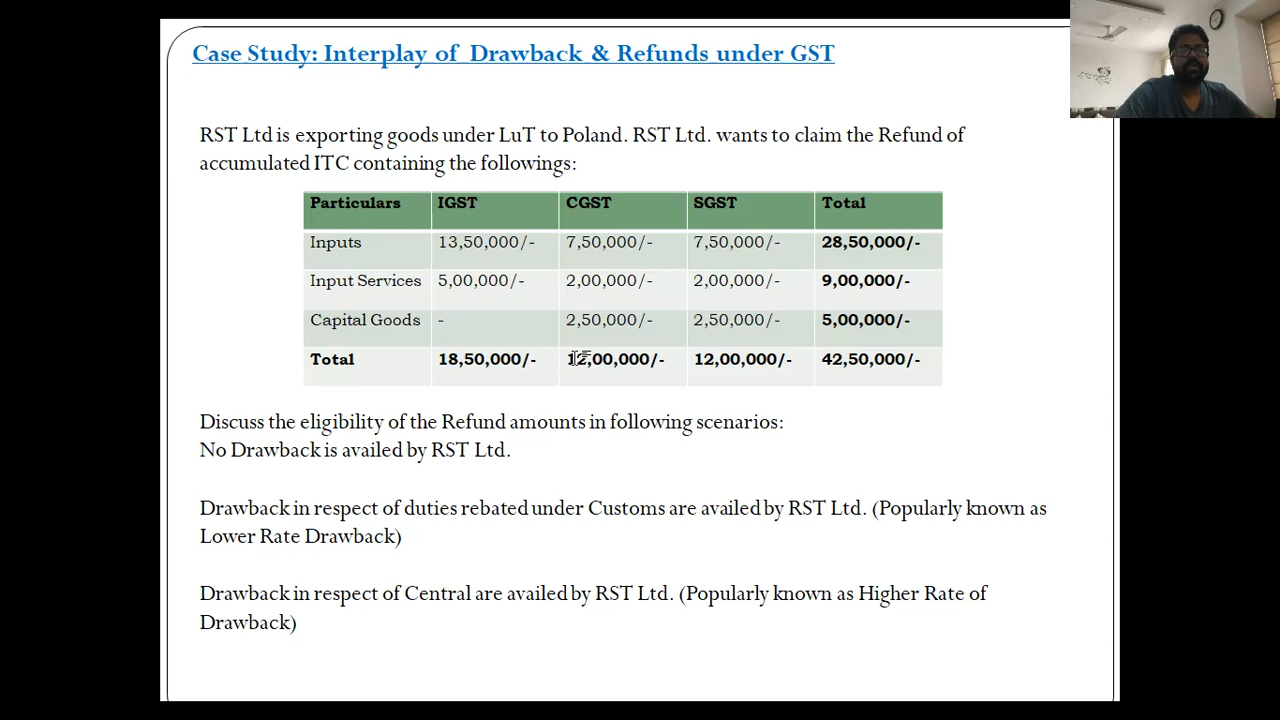 Case Study: Interplay of Drawback & Refunds under GST
RST Ltd is exporting goods under LuT to Poland. RST Ltd. wants to claim the Refund of
accumulated ITC containing the followings:
Particulars IGST CGST SGST Total
Inputs 13,50,000/- 7,50,000/- 7,50,000/- 28,50,000/-
Input Services 5,00,000/- 2,00,000/- 2,00,000/- 9,00,000/-
Capital Goods - 2,50,000/- 2,50,000/- 5,00,000/-
Total 18,50,000/- 12,00,000/- 12,00,000/- 42,50,000/-
Discuss the eligibility of the Refund amounts in following scenarios:
No Drawback is availed by RST Ltd.
Drawback in respect of duties rebated under Customs are availed by RST Ltd. (Popularly known as
Lower Rate Drawback)
Drawback in respect of Central are availed by RST Ltd. (Popularly known as Higher Rate of
Drawback)